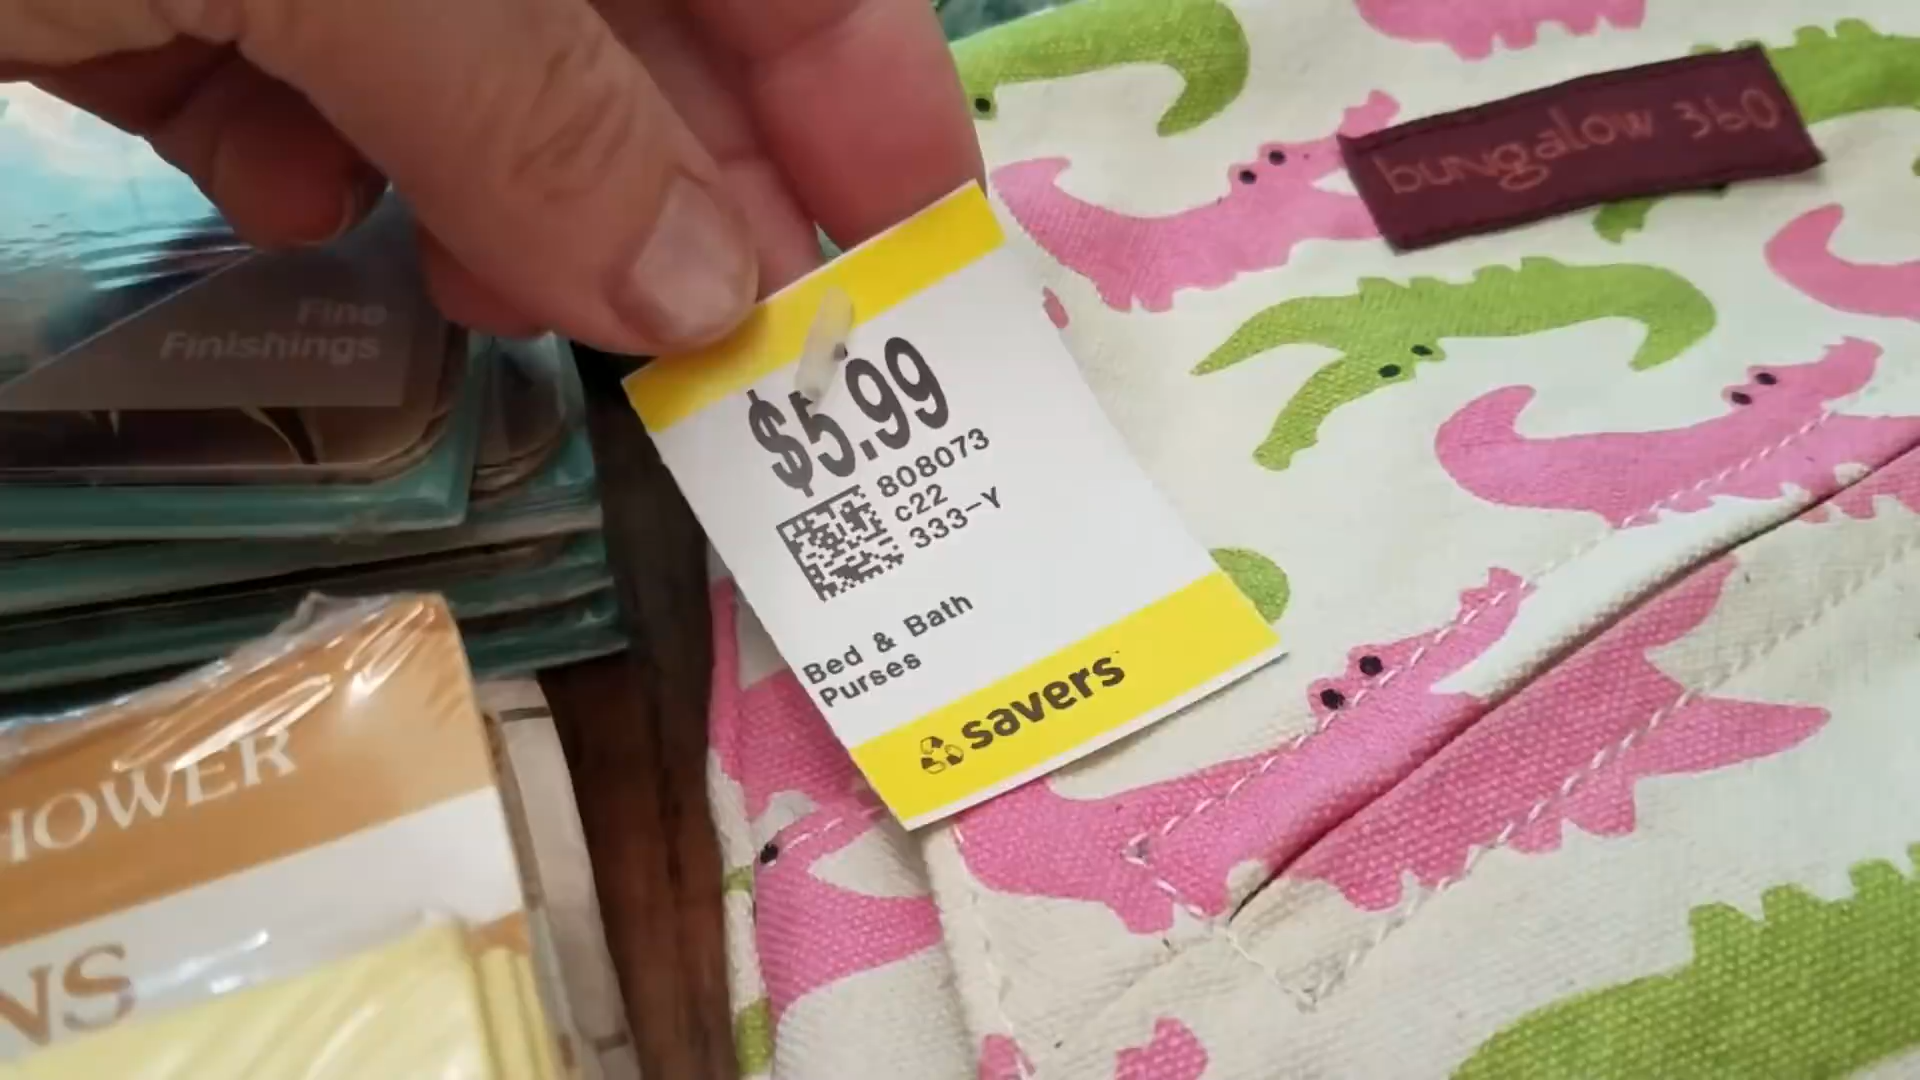 Fine
Finishings
bungalow 360
$5.99
808073
c22
333-Y
Bed & Bath
Purses
savers
HOWER
NS